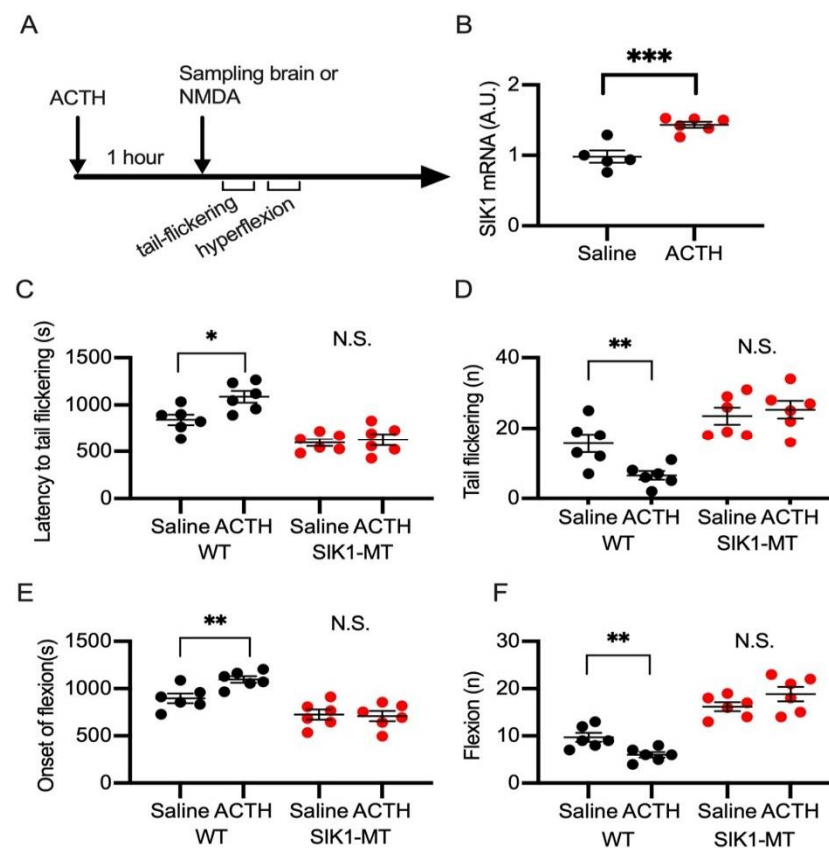 A
Sampling brain or
ACTH NMDA
1 hour
tail-flickering
hyperflexion
B
***
2
1
0
SIK1 mRNA (A.U.)
Saline ACTH
C
Latency to tail flickering (s)
1500
1000
500
0
*
N.S.
Saline ACTH Saline ACTH
WT SIK1-MT
D
Tail flickering (n)
40
20
0
**
N.S.
Saline ACTH Saline ACTH
WT SIK1-MT
E
Onset of flexion(s)
1500
1000
500
0
**
N.S.
Saline ACTH Saline ACTH
WT SIK1-MT
F
Flexion (n)
30
20
10
0
**
N.S.
Saline ACTH Saline ACTH
WT SIK1-MT